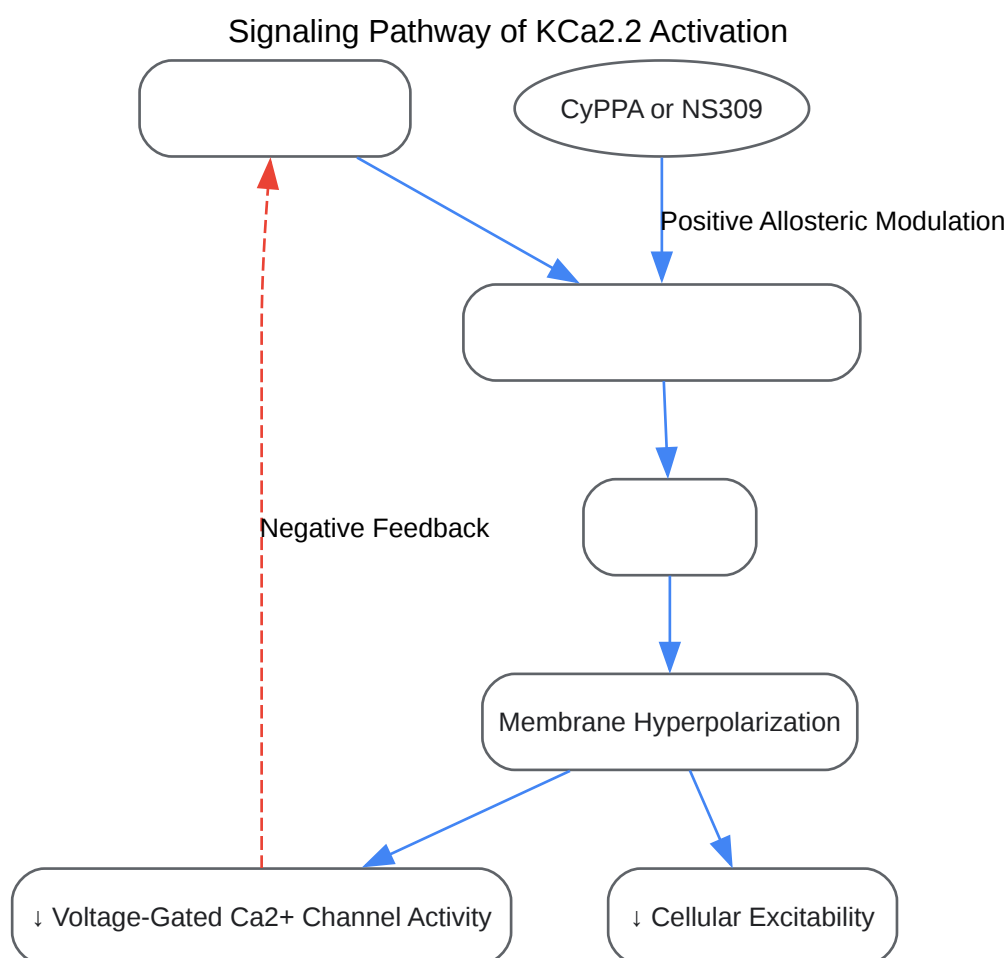 Signaling Pathway of KCa2.2 Activation
CyPPA or NS309
Positive Allosteric Modulation
Negative Feedback
Membrane Hyperpolarization
↓ Voltage-Gated Ca2+ Channel Activity
↓ Cellular Excitability